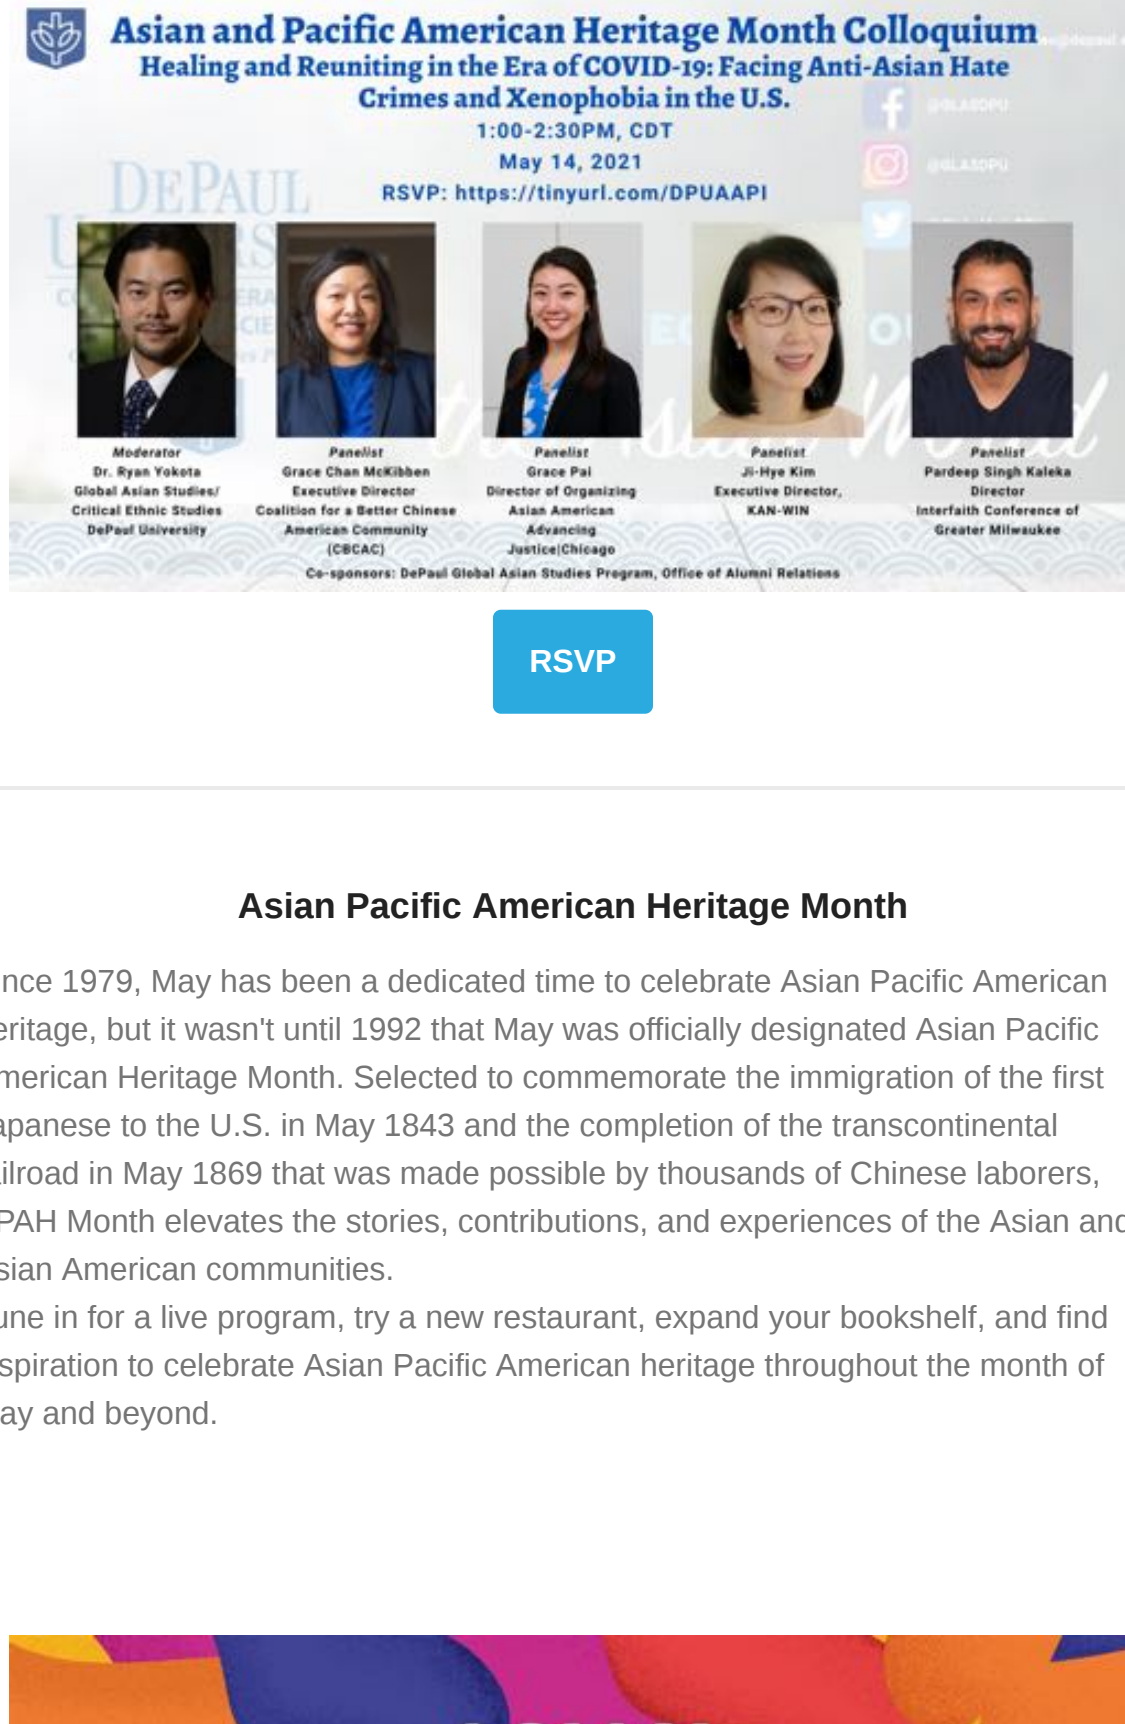 Asian and Pacific American Heritage Month Colloquium
Healing and Reuniting in the Era of COVID-19: Facing Anti-Asian Hate
Crimes and Xenophobia in the U.S.
1:00-2:30PM, CDT
May 14, 2021
RSVP: https://tinyurl.com/DPUAAPI
@GLASDPU
@GLASDPU
DEPAUL
Moderator
Dr. Ryan Yokota
Global Asian Studies/
Critical Ethnic Studies
DePaul University
Panelist
Grace Chan McKibben
Executive Director
Coalition for a Better Chinese
American Community
(CBCAC)
Panelist
Grace Pai
Director of Organizing
Asian American
Advancing
Justice|Chicago
Panelist
Ji-Hye Kim
Executive Director,
KAN-WIN
Panelist
Pardeep Singh Kaleka
Director
Interfaith Conference of
Greater Milwaukee
Co-sponsors: DePaul Global Asian Studies Program, Office of Alumni Relations
RSVP
Asian Pacific American Heritage Month
nce 1979, May has been a dedicated time to celebrate Asian Pacific American
eritage, but it wasn't until 1992 that May was officially designated Asian Pacific
merican Heritage Month. Selected to commemorate the immigration of the first
apanese to the U.S. in May 1843 and the completion of the transcontinental
ilroad in May 1869 that was made possible by thousands of Chinese laborers,
PAH Month elevates the stories, contributions, and experiences of the Asian and
sian American communities.
une in for a live program, try a new restaurant, expand your bookshelf, and find
spiration to celebrate Asian Pacific American heritage throughout the month of
ay and beyond.